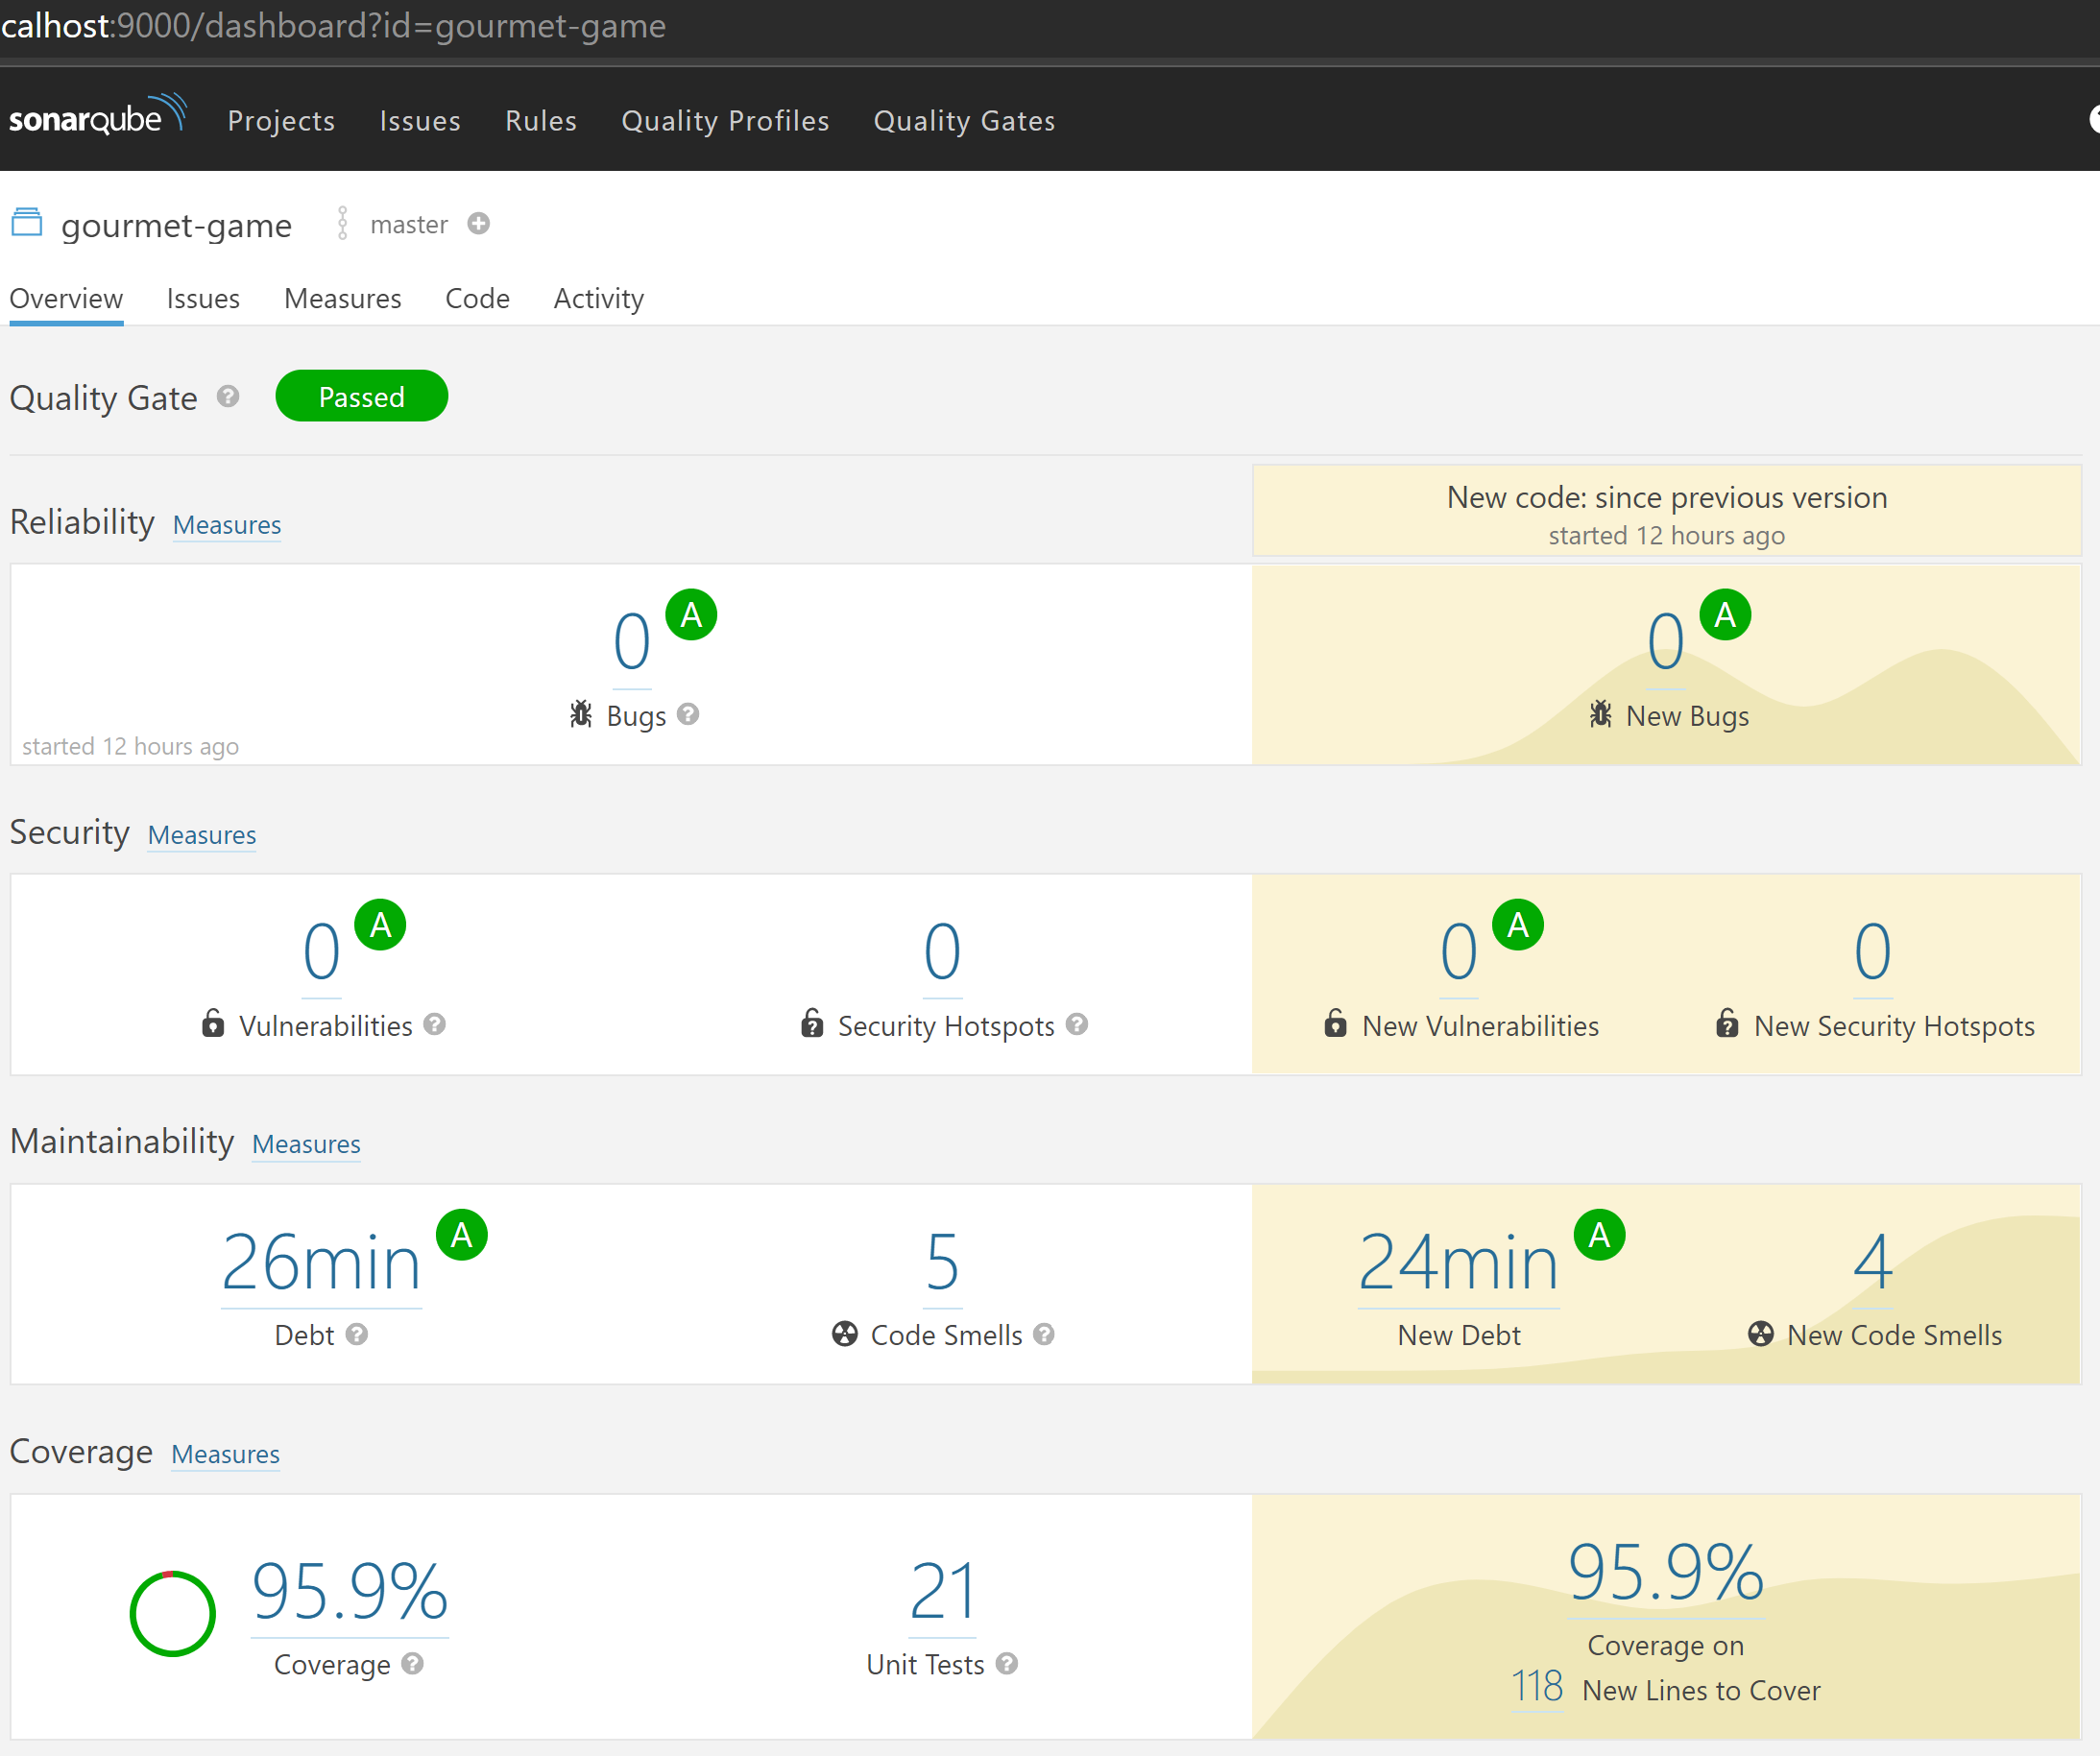 calhost:9000/dashboard?id=gourmet-game
sonarqube Projects Issues Rules Quality Profiles Quality Gates
gourmet-game master
Overview Issues Measures Code Activity
Quality Gate ? Passed
New code: since previous version
started 12 hours ago
Reliability Measures
0 A
Bugs ?
started 12 hours ago
0 A
New Bugs
Security Measures
0 A
Vulnerabilities ?
0
Security Hotspots ?
0 A
New Vulnerabilities
0
New Security Hotspots
Maintainability Measures
26min A
Debt ?
5
Code Smells ?
24min A
New Debt
4
New Code Smells
Coverage Measures
95.9%
Coverage ?
21
Unit Tests ?
95.9%
Coverage on
118 New Lines to Cover